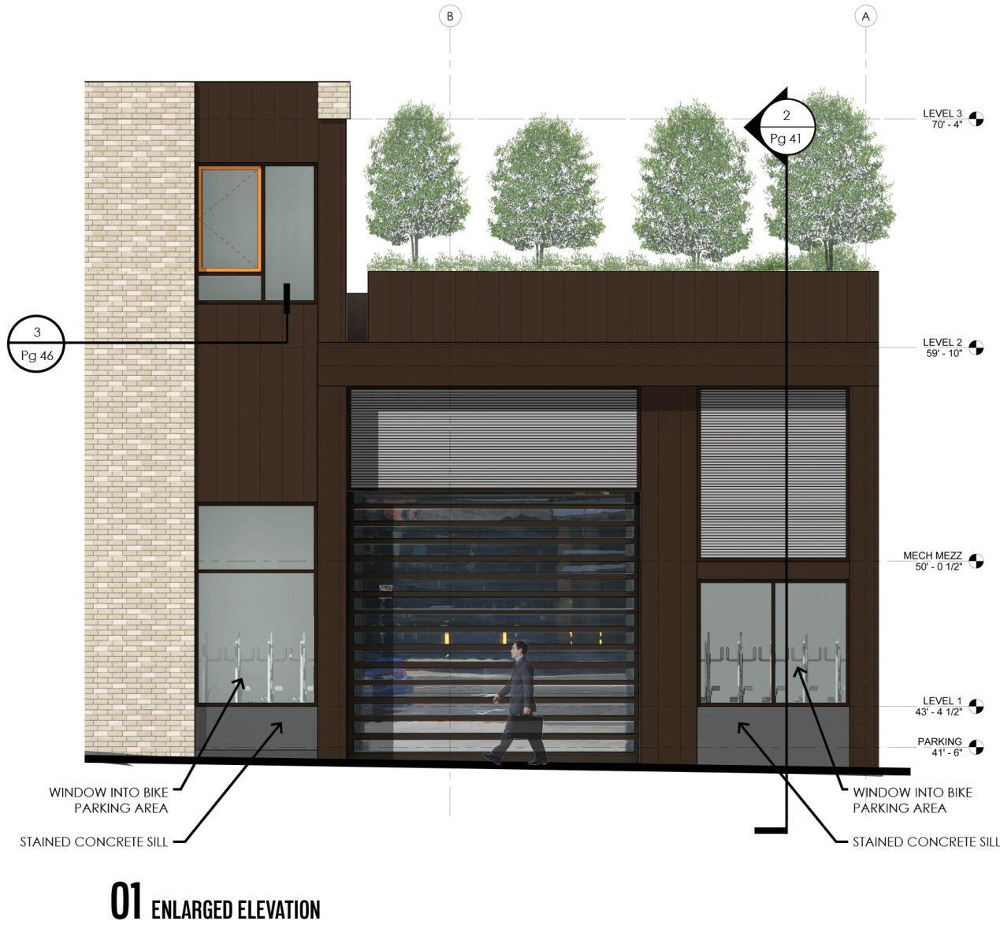 B
A
LEVEL 3
70' - 4"
2
Pg 41
3
Pg 46
LEVEL 2
59' - 10"
MECH MEZZ
50' - 0 1/2"
LEVEL 1
43' - 4 1/2"
PARKING
41' - 6"
WINDOW INTO BIKE
PARKING AREA
STAINED CONCRETE SILL
WINDOW INTO BIKE
PARKING AREA
STAINED CONCRETE SILL
01 ENLARGED ELEVATION